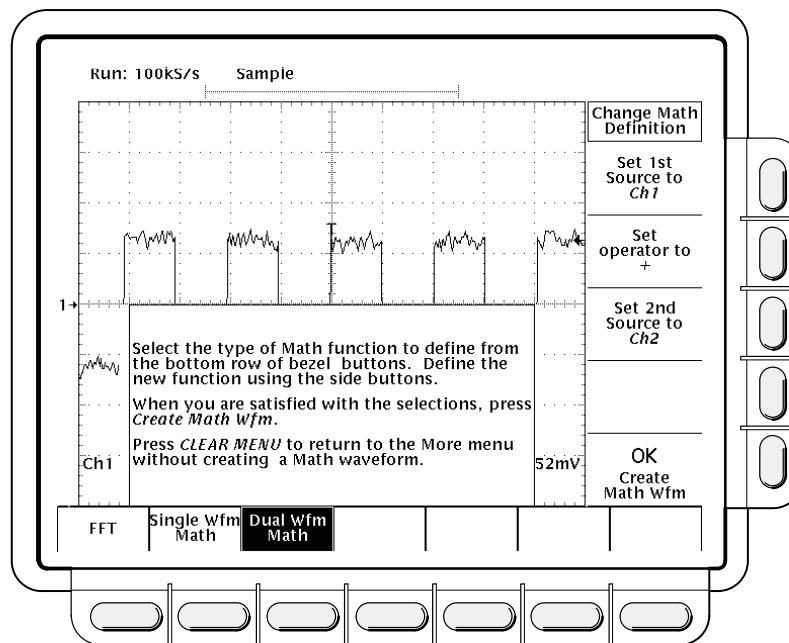 Run: 100kS/s Sample
Change Math
Definition
Set 1st
Source to
Ch1
Set
operator to
+
Set 2nd
Source to
Ch2
OK
Create
Math Wfm
T
1
Select the type of Math function to define from
the bottom row of bezel buttons. Define the
new function using the side buttons.
When you are satisfied with the selections, press
Create Math Wfm.
Press CLEAR MENU to return to the More menu
without creating a Math waveform.
Ch1
52mV
FFT
Single Wfm
Math
Dual Wfm
Math